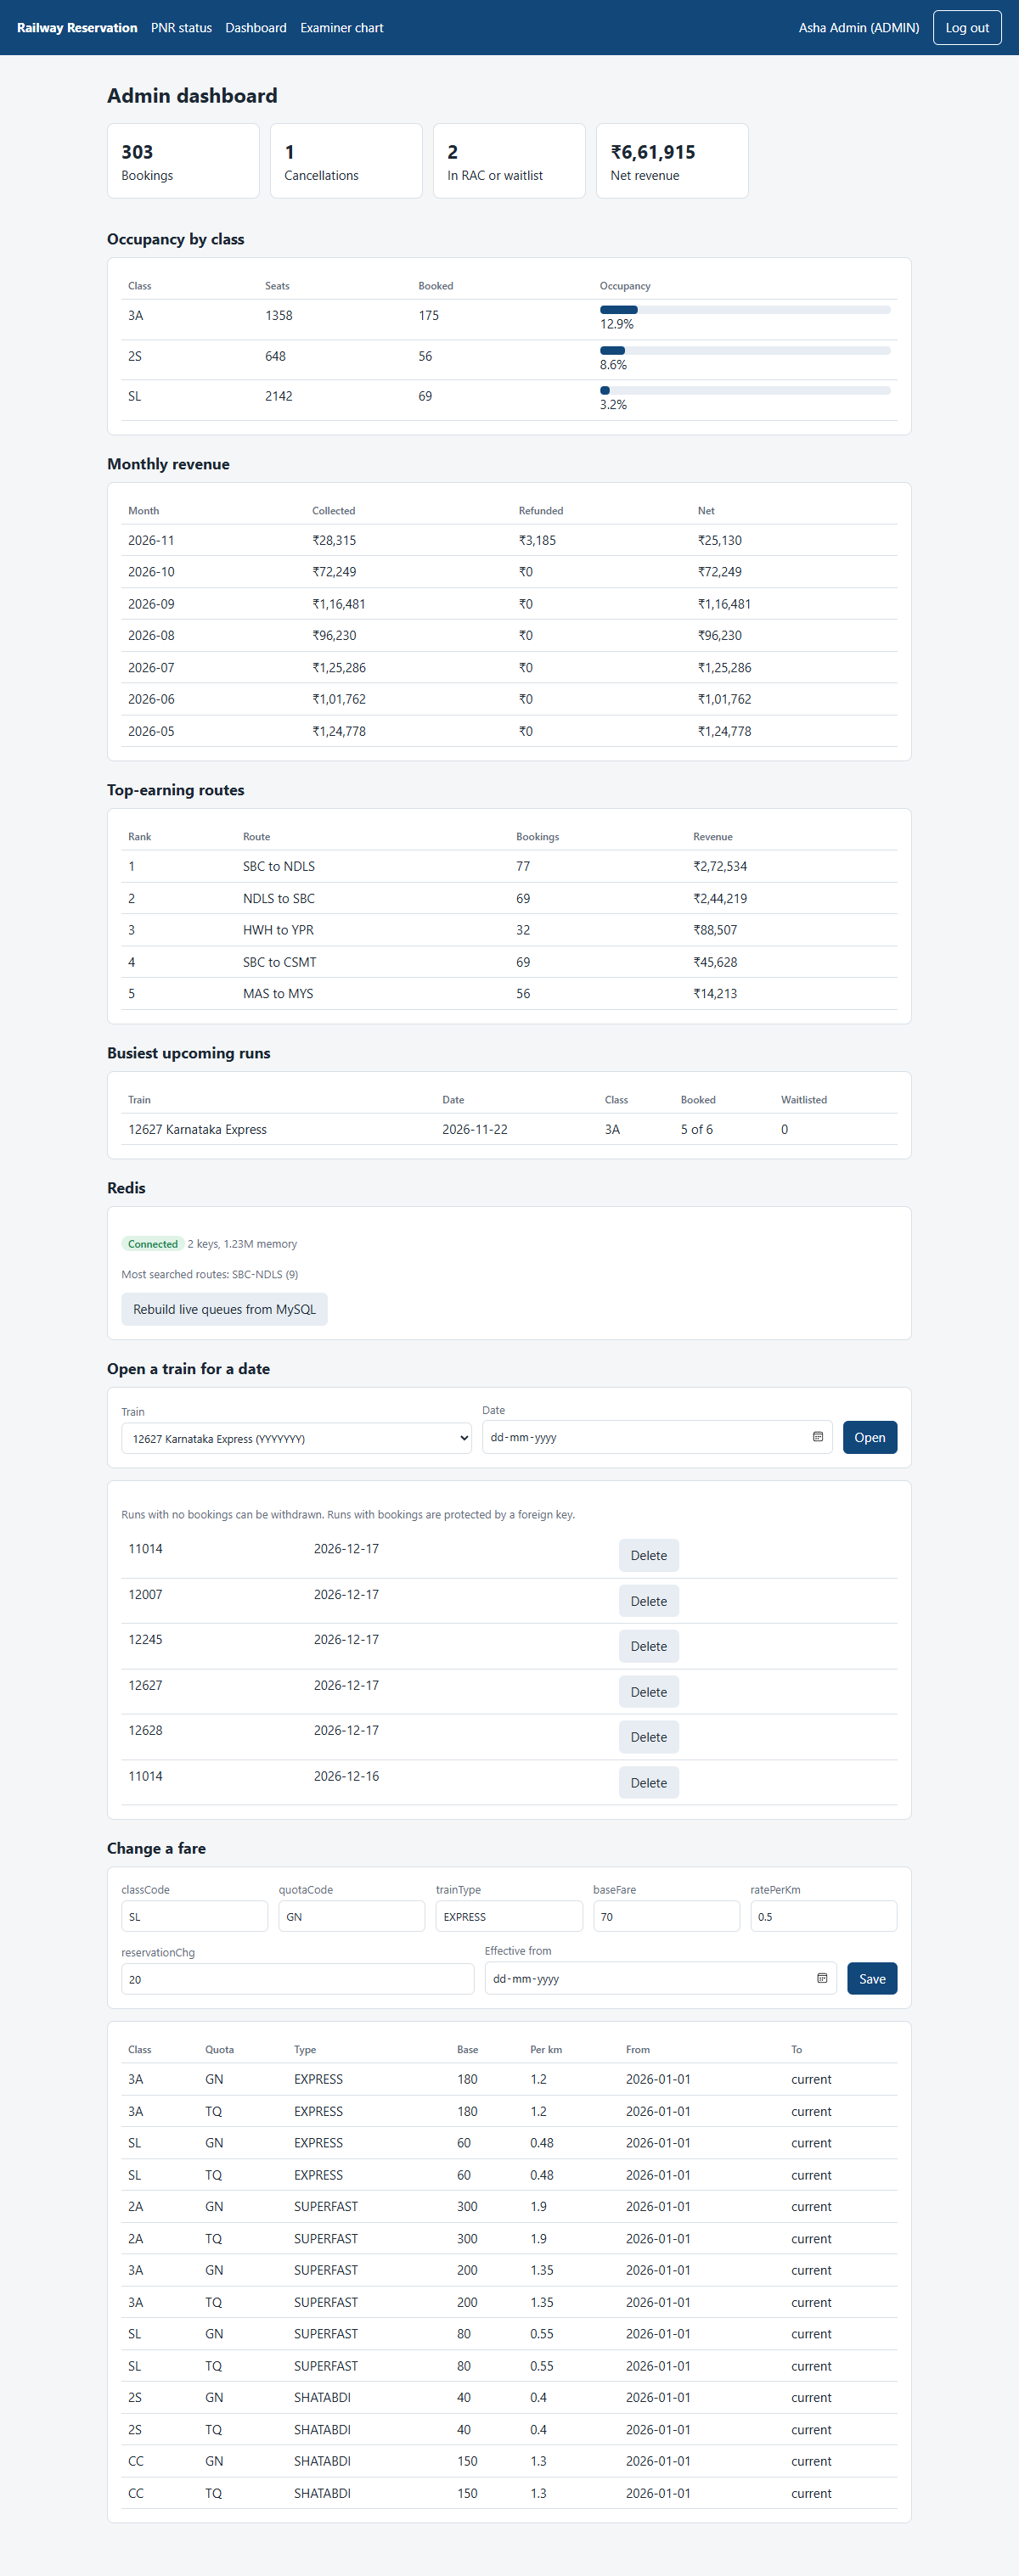 Railway Reservation PNR status Dashboard Examiner chart Asha Admin (ADMIN) Log out
Admin dashboard
303 1 2 ₹6,61,915
Bookings Cancellations In RAC or waitlist Net revenue
Occupancy by class
Class Seats Booked Occupancy
3A 1358 175
12.9%
2S 648 56
8.6%
SL 2142 69
3.2%
Monthly revenue
Month Collected Refunded Net
2026-11 ₹28,315 ₹3,185 ₹25,130
2026-10 ₹72,249 ₹0 ₹72,249
2026-09 ₹1,16,481 ₹0 ₹1,16,481
2026-08 ₹96,230 ₹0 ₹96,230
2026-07 ₹1,25,286 ₹0 ₹1,25,286
2026-06 ₹1,01,762 ₹0 ₹1,01,762
2026-05 ₹1,24,778 ₹0 ₹1,24,778
Top-earning routes
Rank Route Bookings Revenue
1 SBC to NDLS 77 ₹2,72,534
2 NDLS to SBC 69 ₹2,44,219
3 HWH to YPR 32 ₹88,507
4 SBC to CSMT 69 ₹45,628
5 MAS to MYS 56 ₹14,213
Busiest upcoming runs
Train Date Class Booked Waitlisted
12627 Karnataka Express 2026-11-22 3A 5 of 6 0
Redis
Connected 2 keys, 1.23M memory
Most searched routes: SBC-NDLS (9)
Rebuild live queues from MySQL
Open a train for a date
Train Date
12627 Karnataka Express (YYYYYYY) dd-mm-yyyy Open
Runs with no bookings can be withdrawn. Runs with bookings are protected by a foreign key.
11014 2026-12-17 Delete
12007 2026-12-17 Delete
12245 2026-12-17 Delete
12627 2026-12-17 Delete
12628 2026-12-17 Delete
11014 2026-12-16 Delete
Change a fare
classCode quotaCode trainType baseFare ratePerKm
SL GN EXPRESS 70 0.5
reservationChg Effective from
20 dd-mm-yyyy Save
Class Quota Type Base Per km From To
3A GN EXPRESS 180 1.2 2026-01-01 current
3A TQ EXPRESS 180 1.2 2026-01-01 current
SL GN EXPRESS 60 0.48 2026-01-01 current
SL TQ EXPRESS 60 0.48 2026-01-01 current
2A GN SUPERFAST 300 1.9 2026-01-01 current
2A TQ SUPERFAST 300 1.9 2026-01-01 current
3A GN SUPERFAST 200 1.35 2026-01-01 current
3A TQ SUPERFAST 200 1.35 2026-01-01 current
SL GN SUPERFAST 80 0.55 2026-01-01 current
SL TQ SUPERFAST 80 0.55 2026-01-01 current
2S GN SHATABDI 40 0.4 2026-01-01 current
2S TQ SHATABDI 40 0.4 2026-01-01 current
CC GN SHATABDI 150 1.3 2026-01-01 current
CC TQ SHATABDI 150 1.3 2026-01-01 current